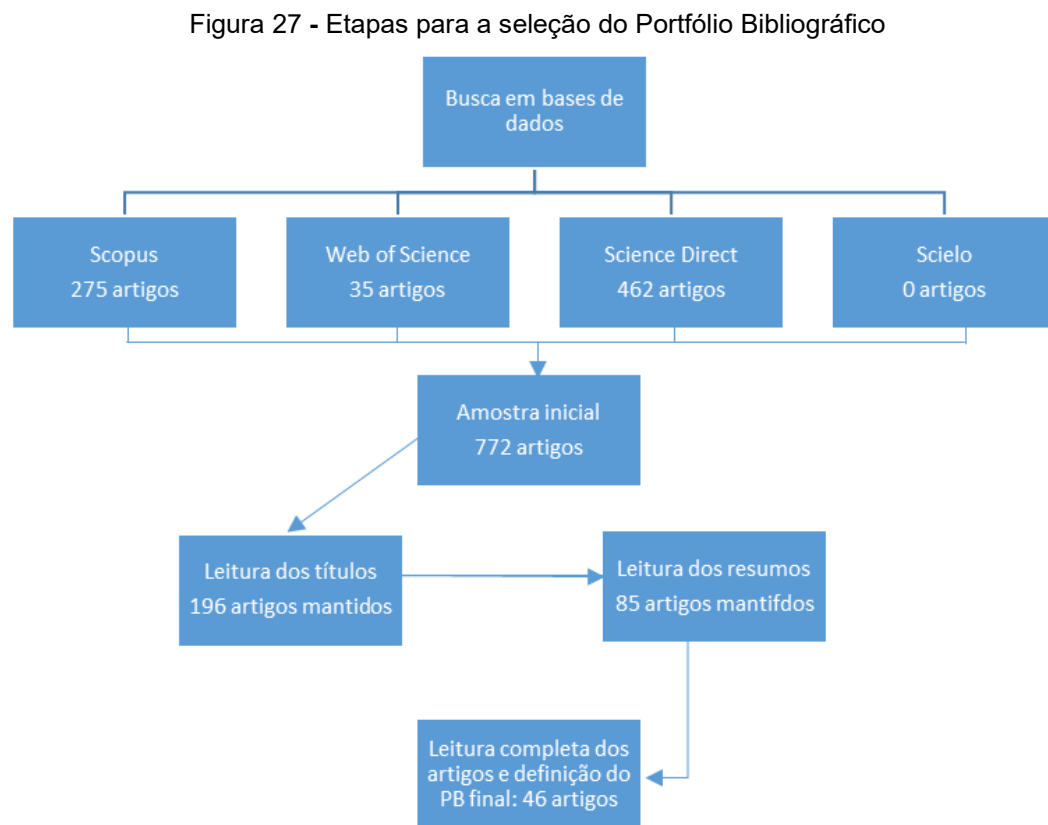 Figura 27 - Etapas para a seleção do Portfólio Bibliográfico
Busca em bases de
dados
Scopus
275 artigos
Web of Science
35 artigos
Science Direct
462 artigos
Scielo
0 artigos
Amostra inicial
772 artigos
Leitura dos títulos
196 artigos mantidos
Leitura dos resumos
85 artigos mantifdos
Leitura completa dos
artigos e definição do
PB final: 46 artigos